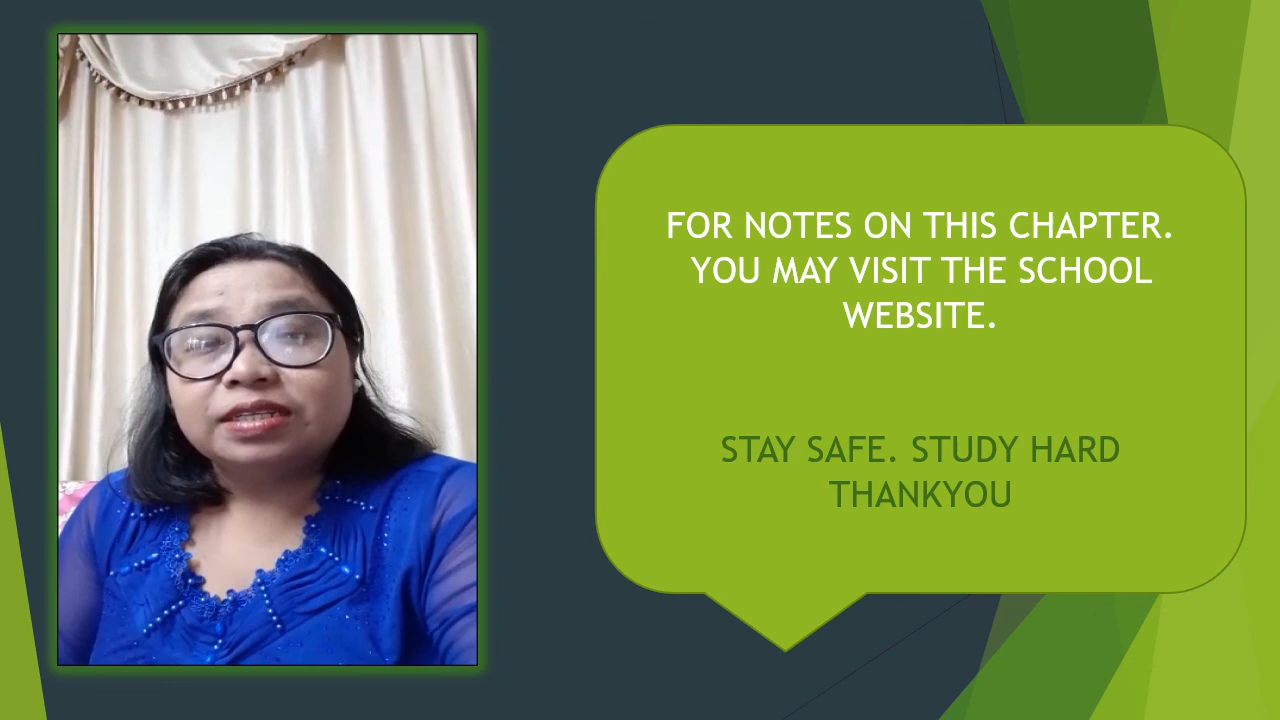 FOR NOTES ON THIS CHAPTER.
YOU MAY VISIT THE SCHOOL
WEBSITE.
STAY SAFE. STUDY HARD
THANKYOU